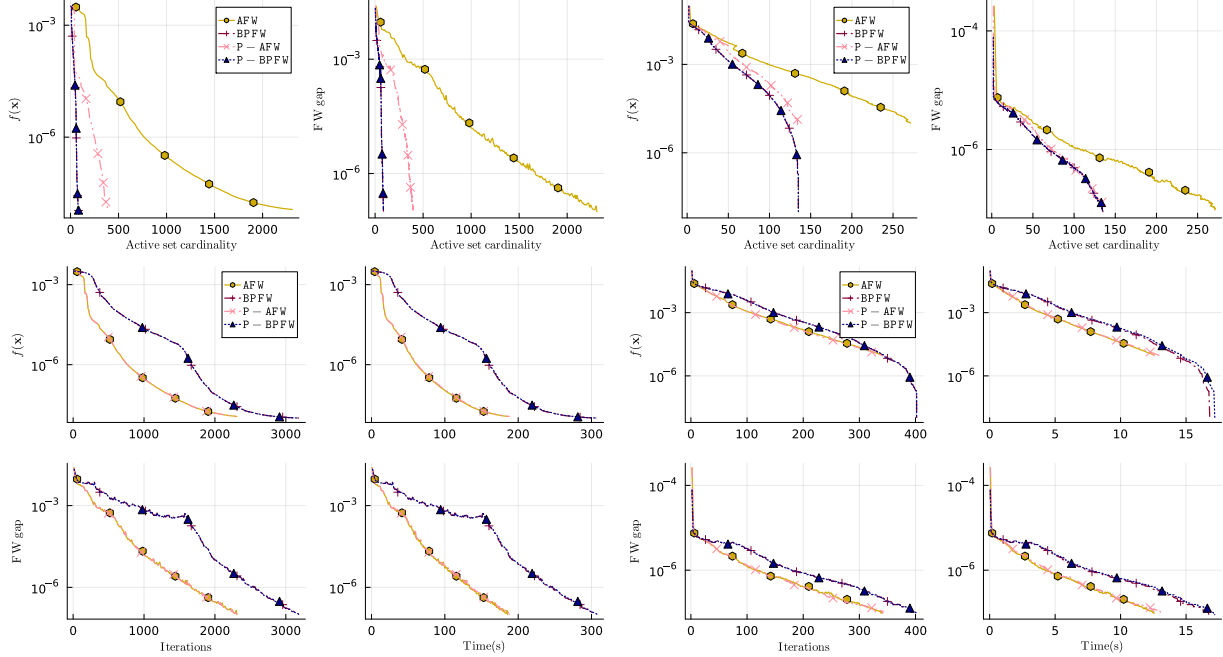 10⁻³
10⁻⁶
f(x)
0 500 1000 1500 2000
Active set cardinality
AFW
BPFW
P − AFW
P − BPFW
10⁻³
10⁻⁶
FW gap
0 500 1000 1500 2000
Active set cardinality
10⁻³
10⁻⁶
f(x)
0 50 100 150 200 250
Active set cardinality
AFW
BPFW
P − AFW
P − BPFW
10⁻⁴
10⁻⁶
FW gap
0 50 100 150 200 250
Active set cardinality
10⁻³
10⁻⁶
f(x)
0 1000 2000 3000
AFW
BPFW
P − AFW
P − BPFW
10⁻³
10⁻⁶
0 100 200 300
10⁻³
10⁻⁶
f(x)
0 100 200 300 400
AFW
BPFW
P − AFW
P − BPFW
10⁻³
10⁻⁶
0 5 10 15
10⁻³
10⁻⁶
FW gap
0 1000 2000 3000
Iterations
10⁻³
10⁻⁶
0 100 200 300
Time(s)
10⁻⁴
10⁻⁶
FW gap
0 100 200 300 400
Iterations
10⁻⁴
10⁻⁶
0 5 10 15
Time(s)